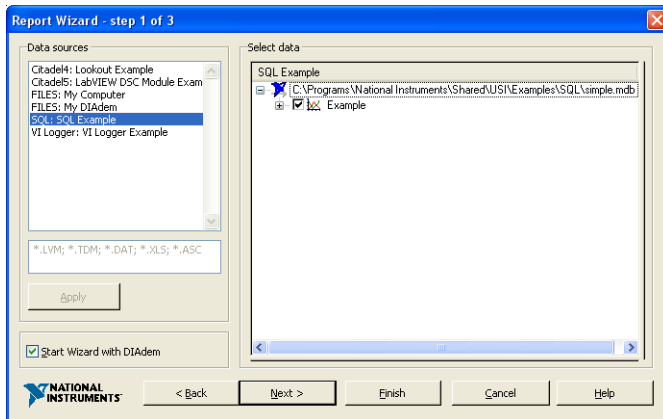 Report Wizard - step 1 of 3
Data sources
Citadel4: Lookout Example
Citadel5: LabVIEW DSC Module Exam
FILES: My Computer
FILES: My DIAdem
SQL: SQL Example
VI Logger: VI Logger Example
*.LVM; *.TDM; *.DAT; *.XLS; *.ASC
Apply
Start Wizard with DIAdem
Select data
SQL Example
C:\Programs\National Instruments\Shared\USI\Examples\SQL\simple.mdb
Example
NATIONAL
INSTRUMENTS
< Back
Next >
Finish
Cancel
Help